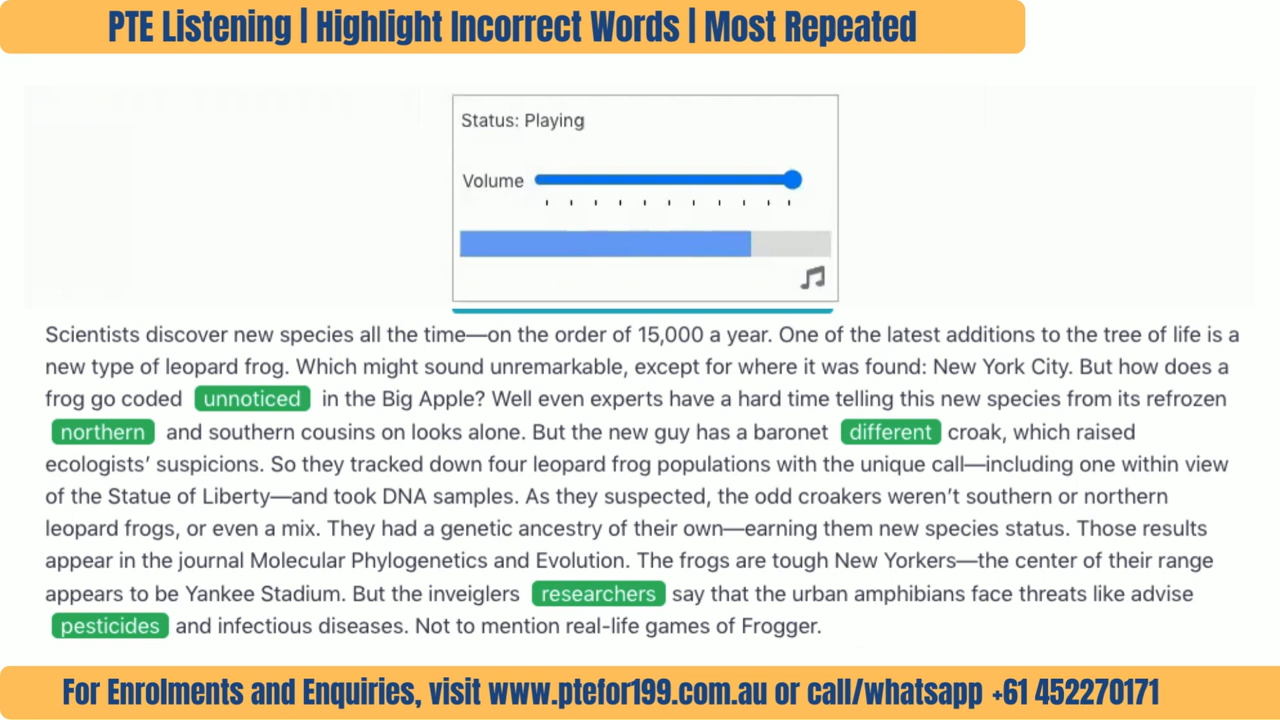 PTE Listening | Highlight Incorrect Words | Most Repeated
Status: Playing
Volume
Scientists discover new species all the time—on the order of 15,000 a year. One of the latest additions to the tree of life is a
new type of leopard frog. Which might sound unremarkable, except for where it was found: New York City. But how does a
frog go coded unnoticed in the Big Apple? Well even experts have a hard time telling this new species from its refrozen
northern and southern cousins on looks alone. But the new guy has a baronet different croak, which raised
ecologists’ suspicions. So they tracked down four leopard frog populations with the unique call—including one within view
of the Statue of Liberty—and took DNA samples. As they suspected, the odd croakers weren’t southern or northern
leopard frogs, or even a mix. They had a genetic ancestry of their own—earning them new species status. Those results
appear in the journal Molecular Phylogenetics and Evolution. The frogs are tough New Yorkers—the center of their range
appears to be Yankee Stadium. But the inveiglers researchers say that the urban amphibians face threats like advise
pesticides and infectious diseases. Not to mention real-life games of Frogger.
For Enrolments and Enquiries, visit www.ptefor199.com.au or call/whatsapp +61 452270171